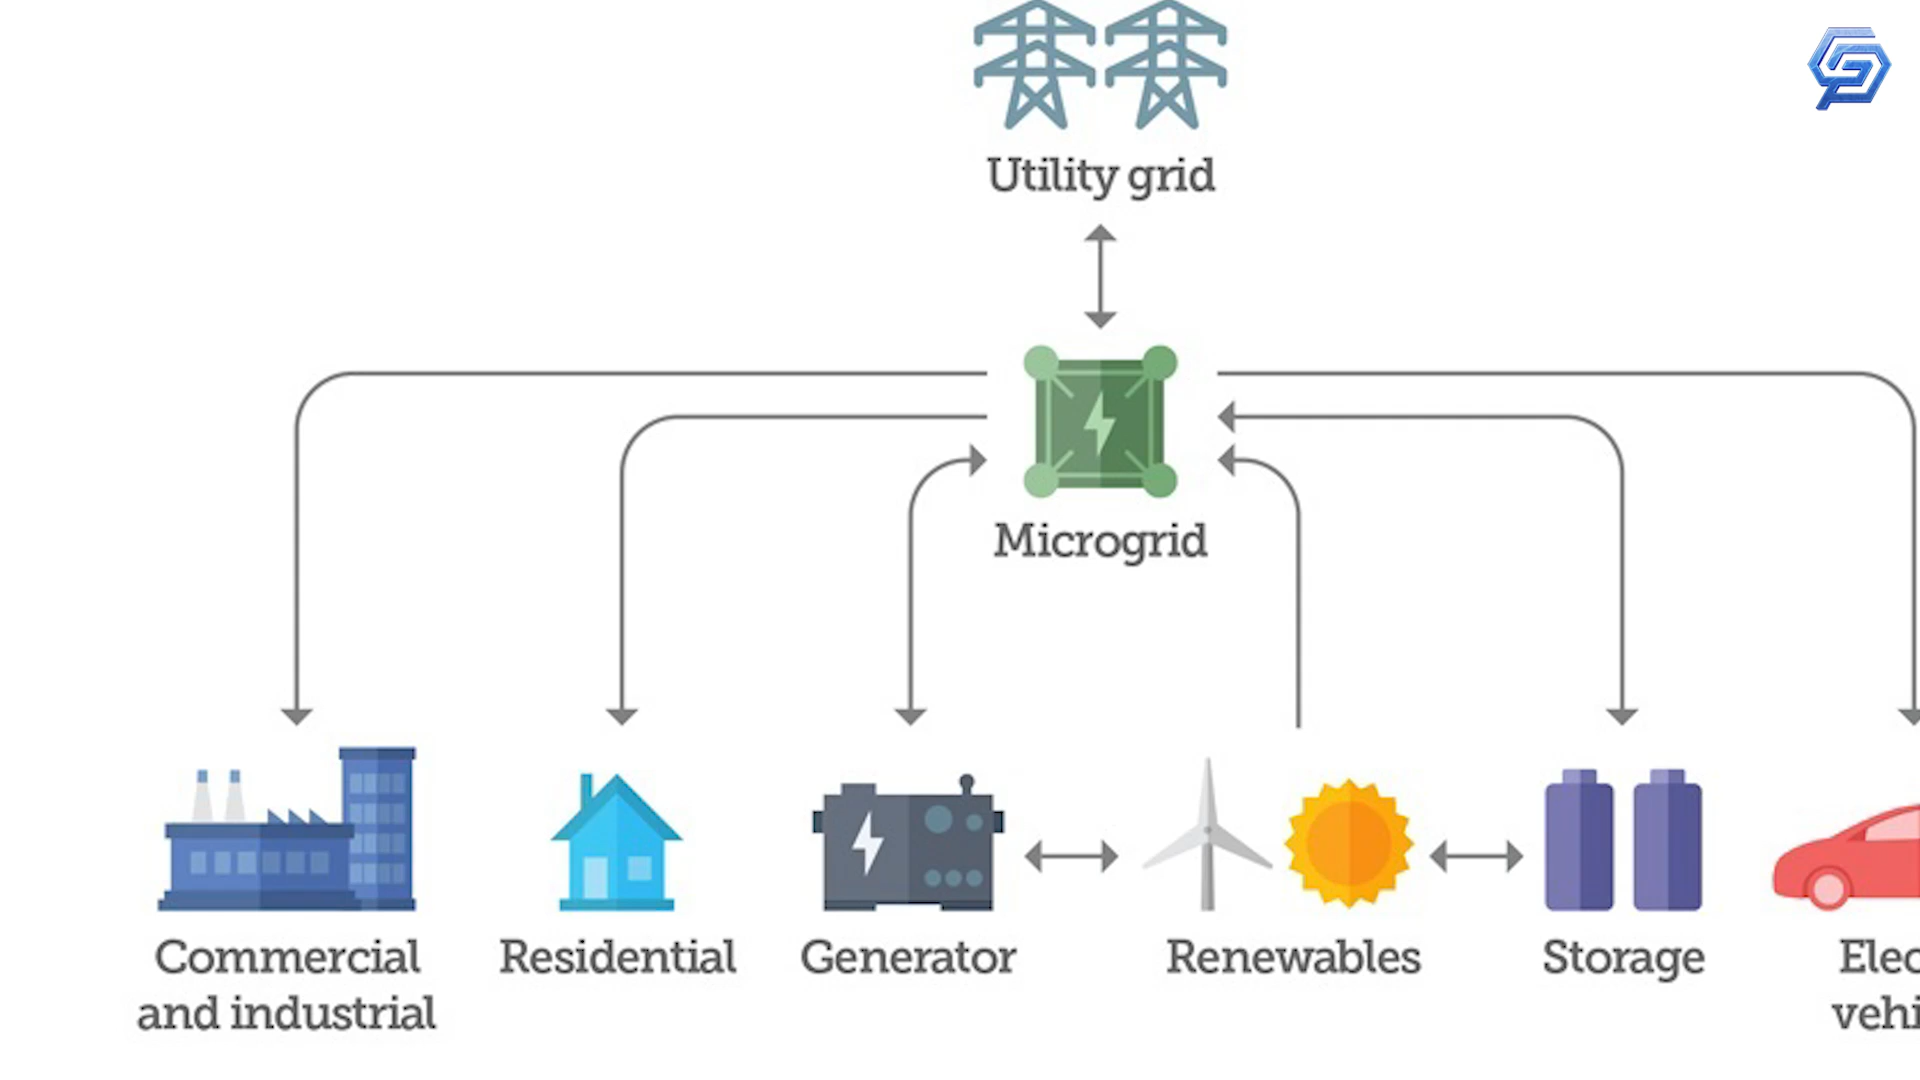 Utility grid
Microgrid
Commercial
and industrial
Residential
Generator
Renewables
Storage